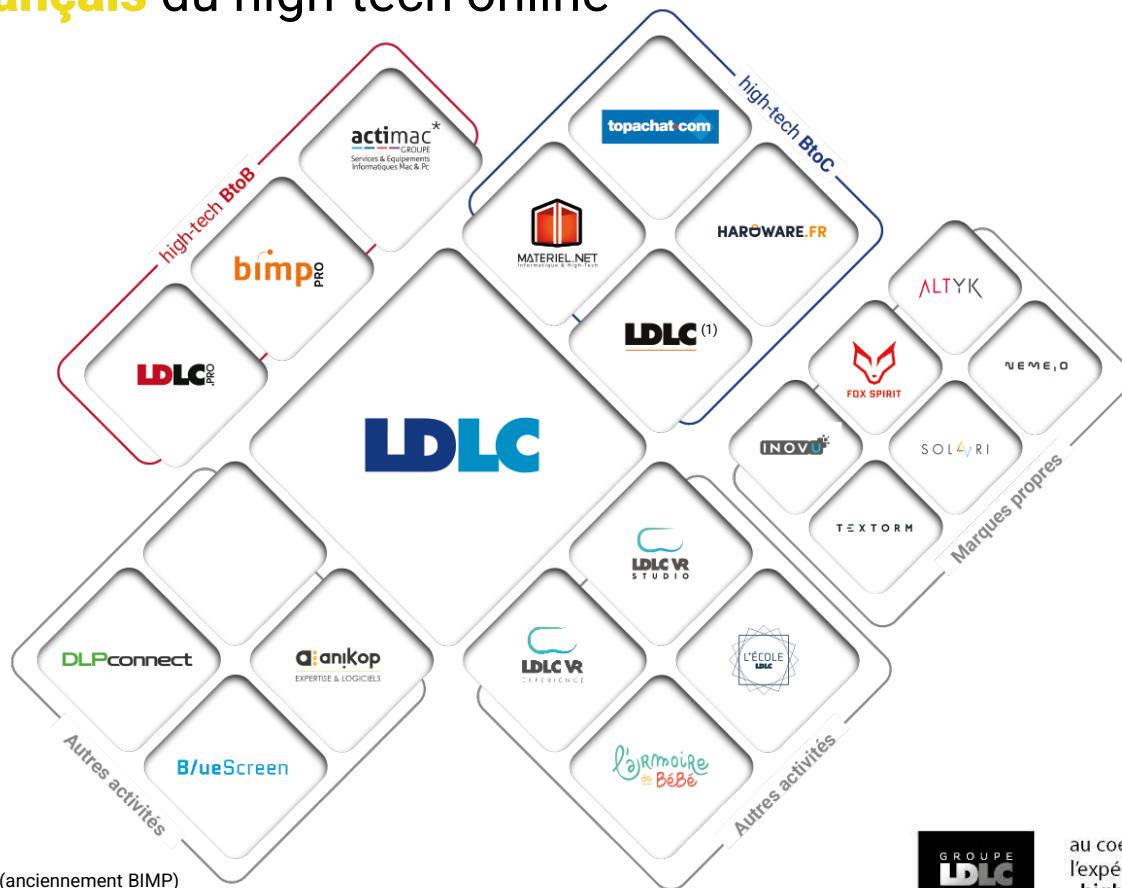 français du high tech online
high-tech BtoB
actimac*
GROUPE
Services & Equipements
Informatiques Mac & Pc
bimp PRO
LDLC .PRO
high-tech BtoC
topachat.com
MATERIEL.NET
Informatique & High-Tech
HARDWARE.FR
LDLC (1)
LDLC
ALTYK
FOX SPIRIT
NEMEIO
INOVU
SOLAARI
TEXTORM
Marques propres
DLPconnect
anikop
EXPERTISE & LOGICIELS
B/ueScreen
Autres activités
LDLC VR
STUDIO
LDLC VR
EXPERIENCE
L'ÉCOLE
LDLC
l'aRmoiRe
de BéBé
Autres activités
(anciennement BIMP)
GROUPE
LDLC
au coe
l'expé